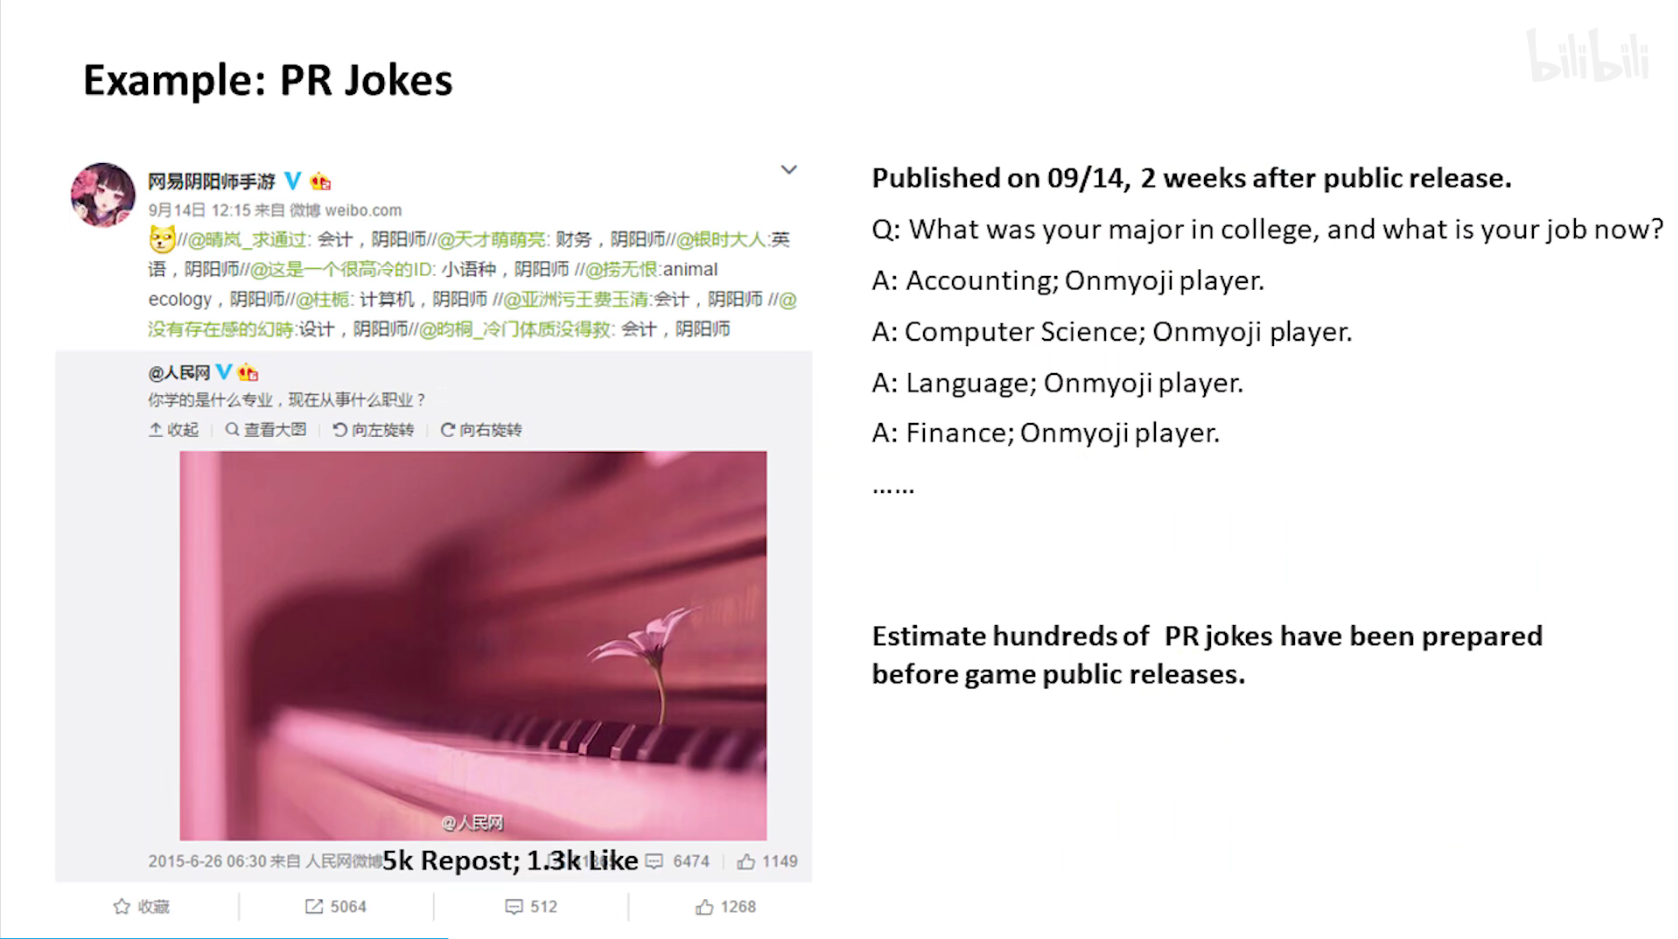 Example: PR Jokes
bilibili
网易阴阳师手游
9月14日 12:15 来自 微博 weibo.com
//@晴岚_求通过: 会计，阴阳师//@天才萌萌亮: 财务，阴阳师//@银时大人:英
语，阴阳师//@这是一个很高冷的ID: 小语种，阴阳师 //@捞无恨:animal
ecology，阴阳师//@柱栀: 计算机，阴阳师 //@亚洲污王费玉清:会计，阴阳师 //@
没有存在感的幻時:设计，阴阳师//@昀桐_冷门体质没得救: 会计，阴阳师
@人民网
你学的是什么专业，现在从事什么职业？
收起 查看大图 向左旋转 向右旋转
@人民网
2015-6-26 06:30 来自 人民网微博 6474 1149
5k Repost; 1.3k Like
收藏 5064 512 1268
Published on 09/14, 2 weeks after public release.
Q: What was your major in college, and what is your job now?
A: Accounting; Onmyoji player.
A: Computer Science; Onmyoji player.
A: Language; Onmyoji player.
A: Finance; Onmyoji player.
……
Estimate hundreds of PR jokes have been prepared
before game public releases.